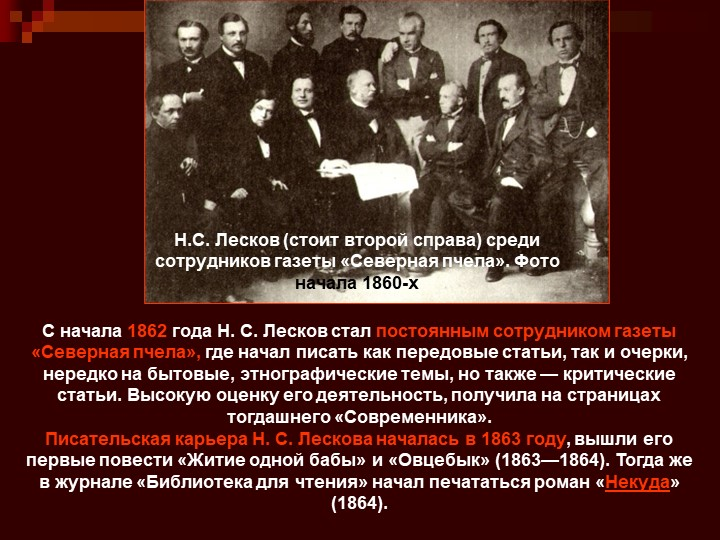 Н.С. Лесков (стоит второй справа) среди
сотрудников газеты «Северная пчела». Фото
начала 1860-х
С начала 1862 года Н. С. Лесков стал постоянным сотрудником газеты
«Северная пчела», где начал писать как передовые статьи, так и очерки,
нередко на бытовые, этнографические темы, но также — критические
статьи. Высокую оценку его деятельность, получила на страницах
тогдашнего «Современника».
Писательская карьера Н. С. Лескова началась в 1863 году, вышли его
первые повести «Житие одной бабы» и «Овцебык» (1863—1864). Тогда же
в журнале «Библиотека для чтения» начал печататься роман «Некуда»
(1864).